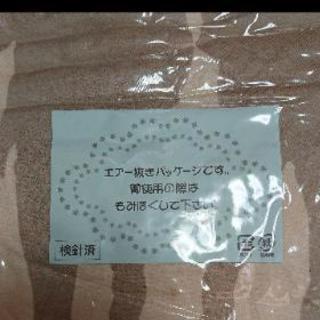 エアー抜きパッケージです。
御使用の際は
もみほぐして下さい
検針済